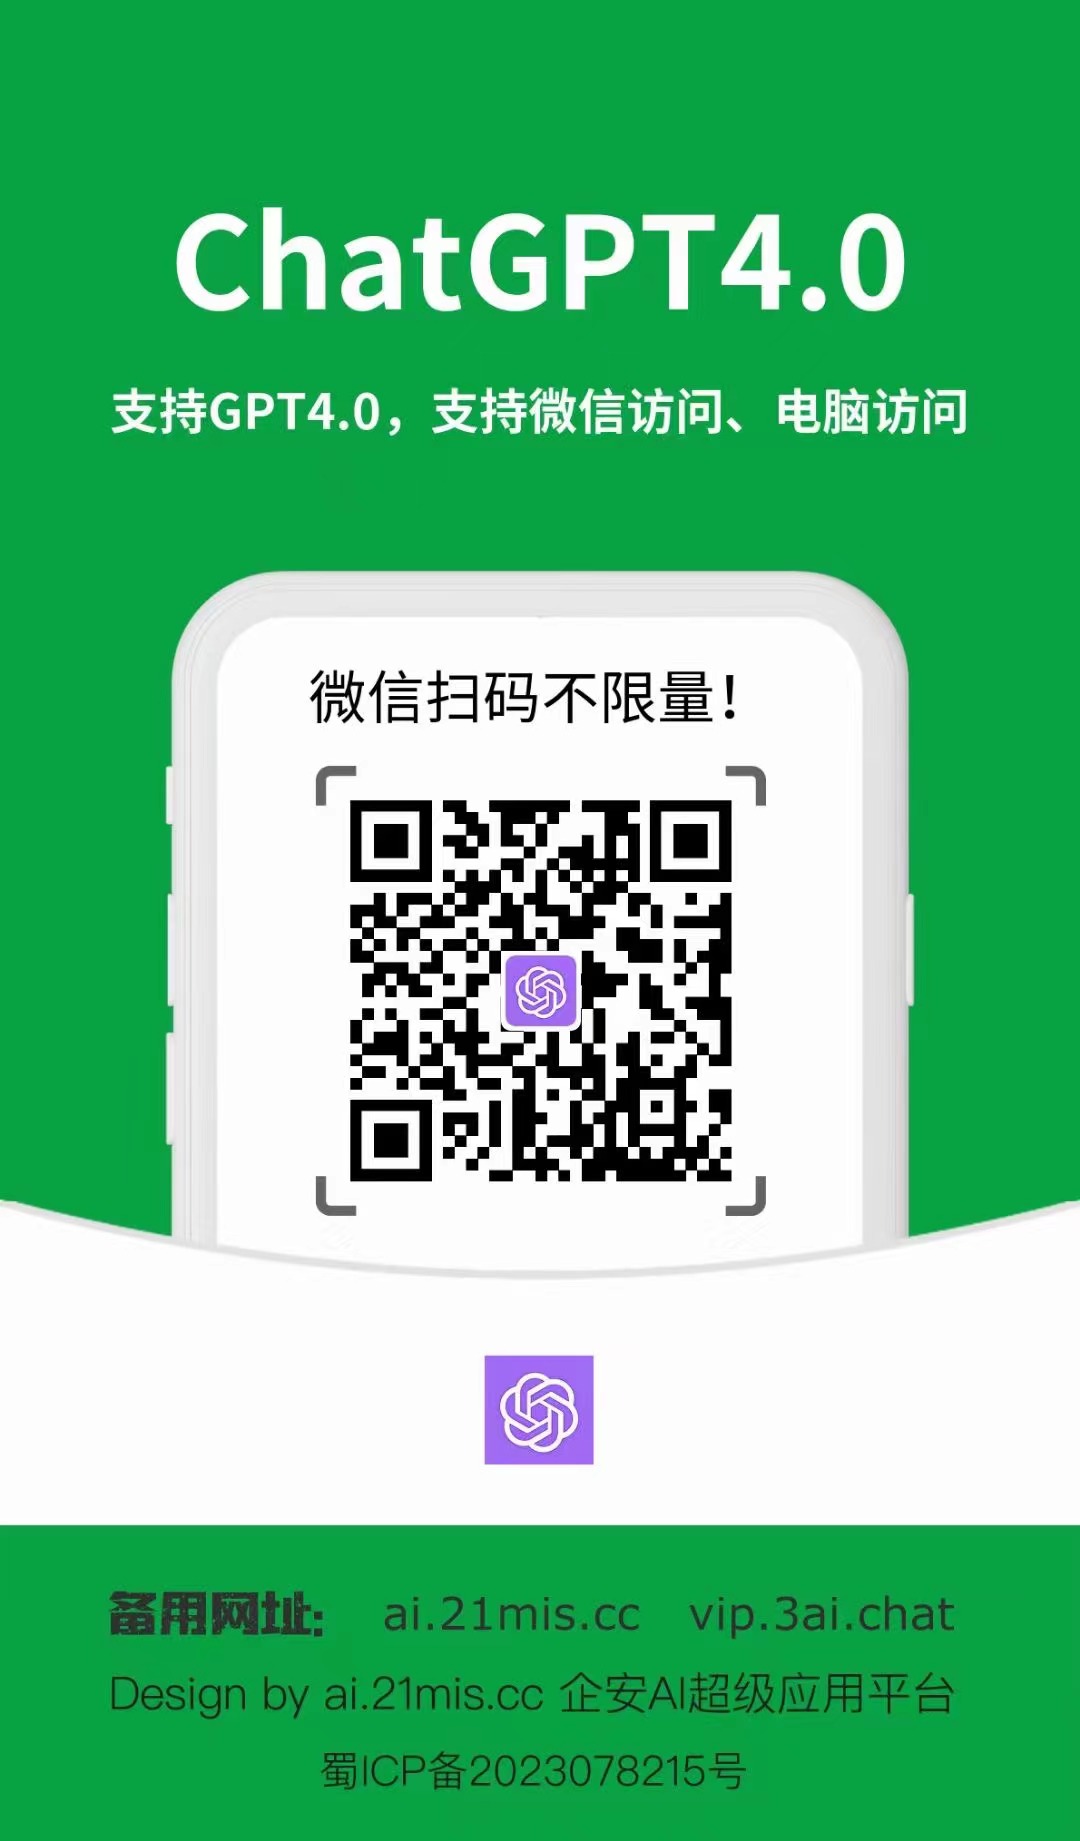 ChatGPT4.0
支持GPT4.0，支持微信访问、电脑访问
微信扫码不限量！
备用网址： ai.21mis.cc vip.3ai.chat
Design by ai.21mis.cc 企安AI超级应用平台
蜀ICP备2023078215号